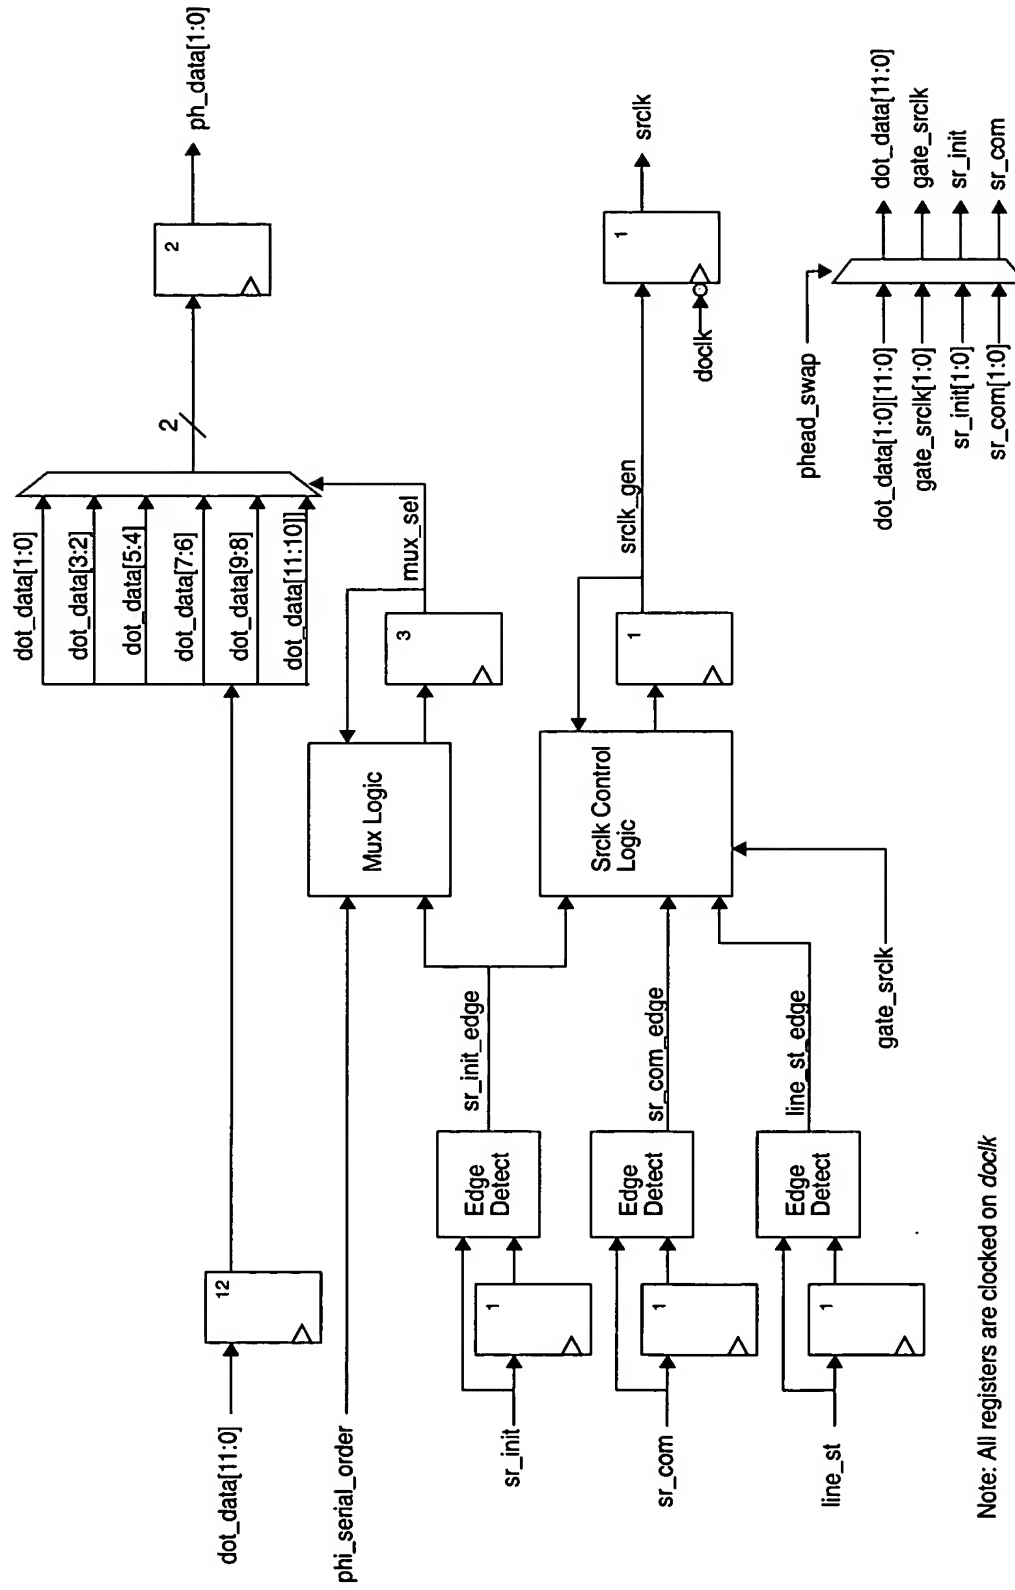 dot_data[11:0]
12
dot_data[1:0]
dot_data[3:2]
dot_data[5:4]
dot_data[7:6]
dot_data[9:8]
dot_data[11:10]]
2
2
ph_data[1:0]
phi_serial_order
Mux Logic
3
mux_sel
sr_init
1
Edge
Detect
sr_init_edge
sr_com
1
Edge
Detect
sr_com_edge
line_st
1
Edge
Detect
line_st_edge
Srclk Control
Logic
gate_srclk
1
srclk_gen
1
doclk
srclk
phead_swap
dot_data[1:0][11:0]
gate_srclk[1:0]
sr_init[1:0]
sr_com[1:0]
dot_data[11:0]
gate_srclk
sr_init
sr_com
Note: All registers are clocked on doclk